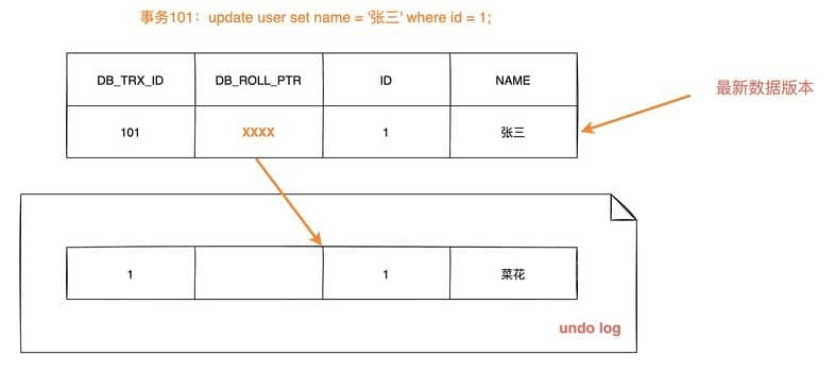 事务101：update user set name = '张三' where id = 1;
DB_TRX_ID DB_ROLL_PTR ID NAME
最新数据版本
101 XXXX 1 张三
1 1 菜花
undo log